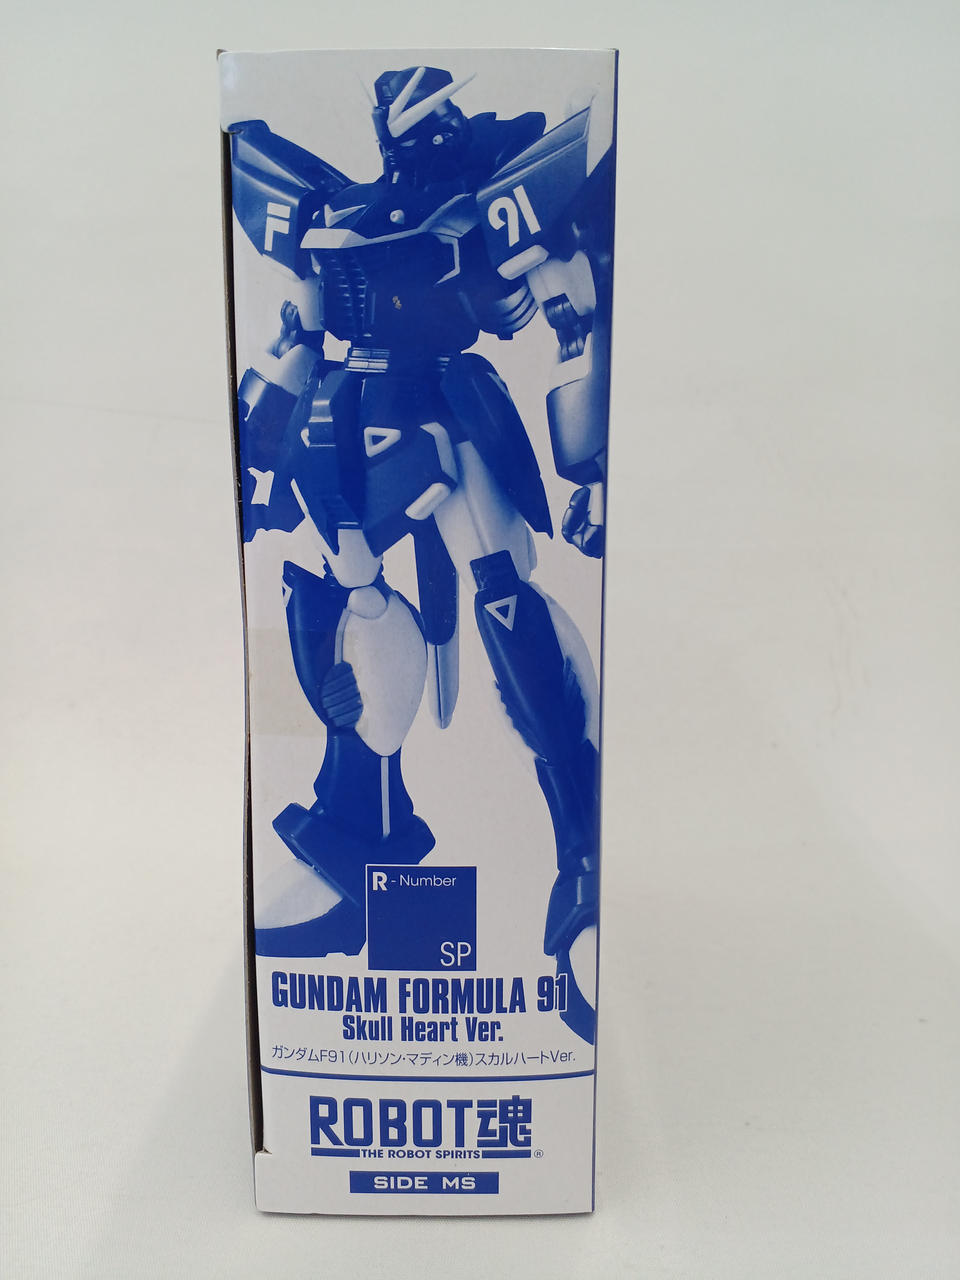 F
91
R - Number
SP
GUNDAM FORMULA 91
Skull Heart Ver.
ガンダムF91(ハリソン・マディン機)スカルハートVer.
ROBOT魂
THE ROBOT SPIRITS ®
SIDE MS